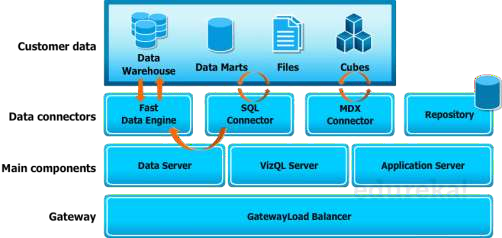 Customer data
Data
Warehouse
Data Marts
Files
Cubes
Data connectors
Fast
Data Engine
SQL
Connector
MDX
Connector
Repository
Main components
Data Server
VizQL Server
Application Server
edureka!
Gateway
GatewayLoad Balancer